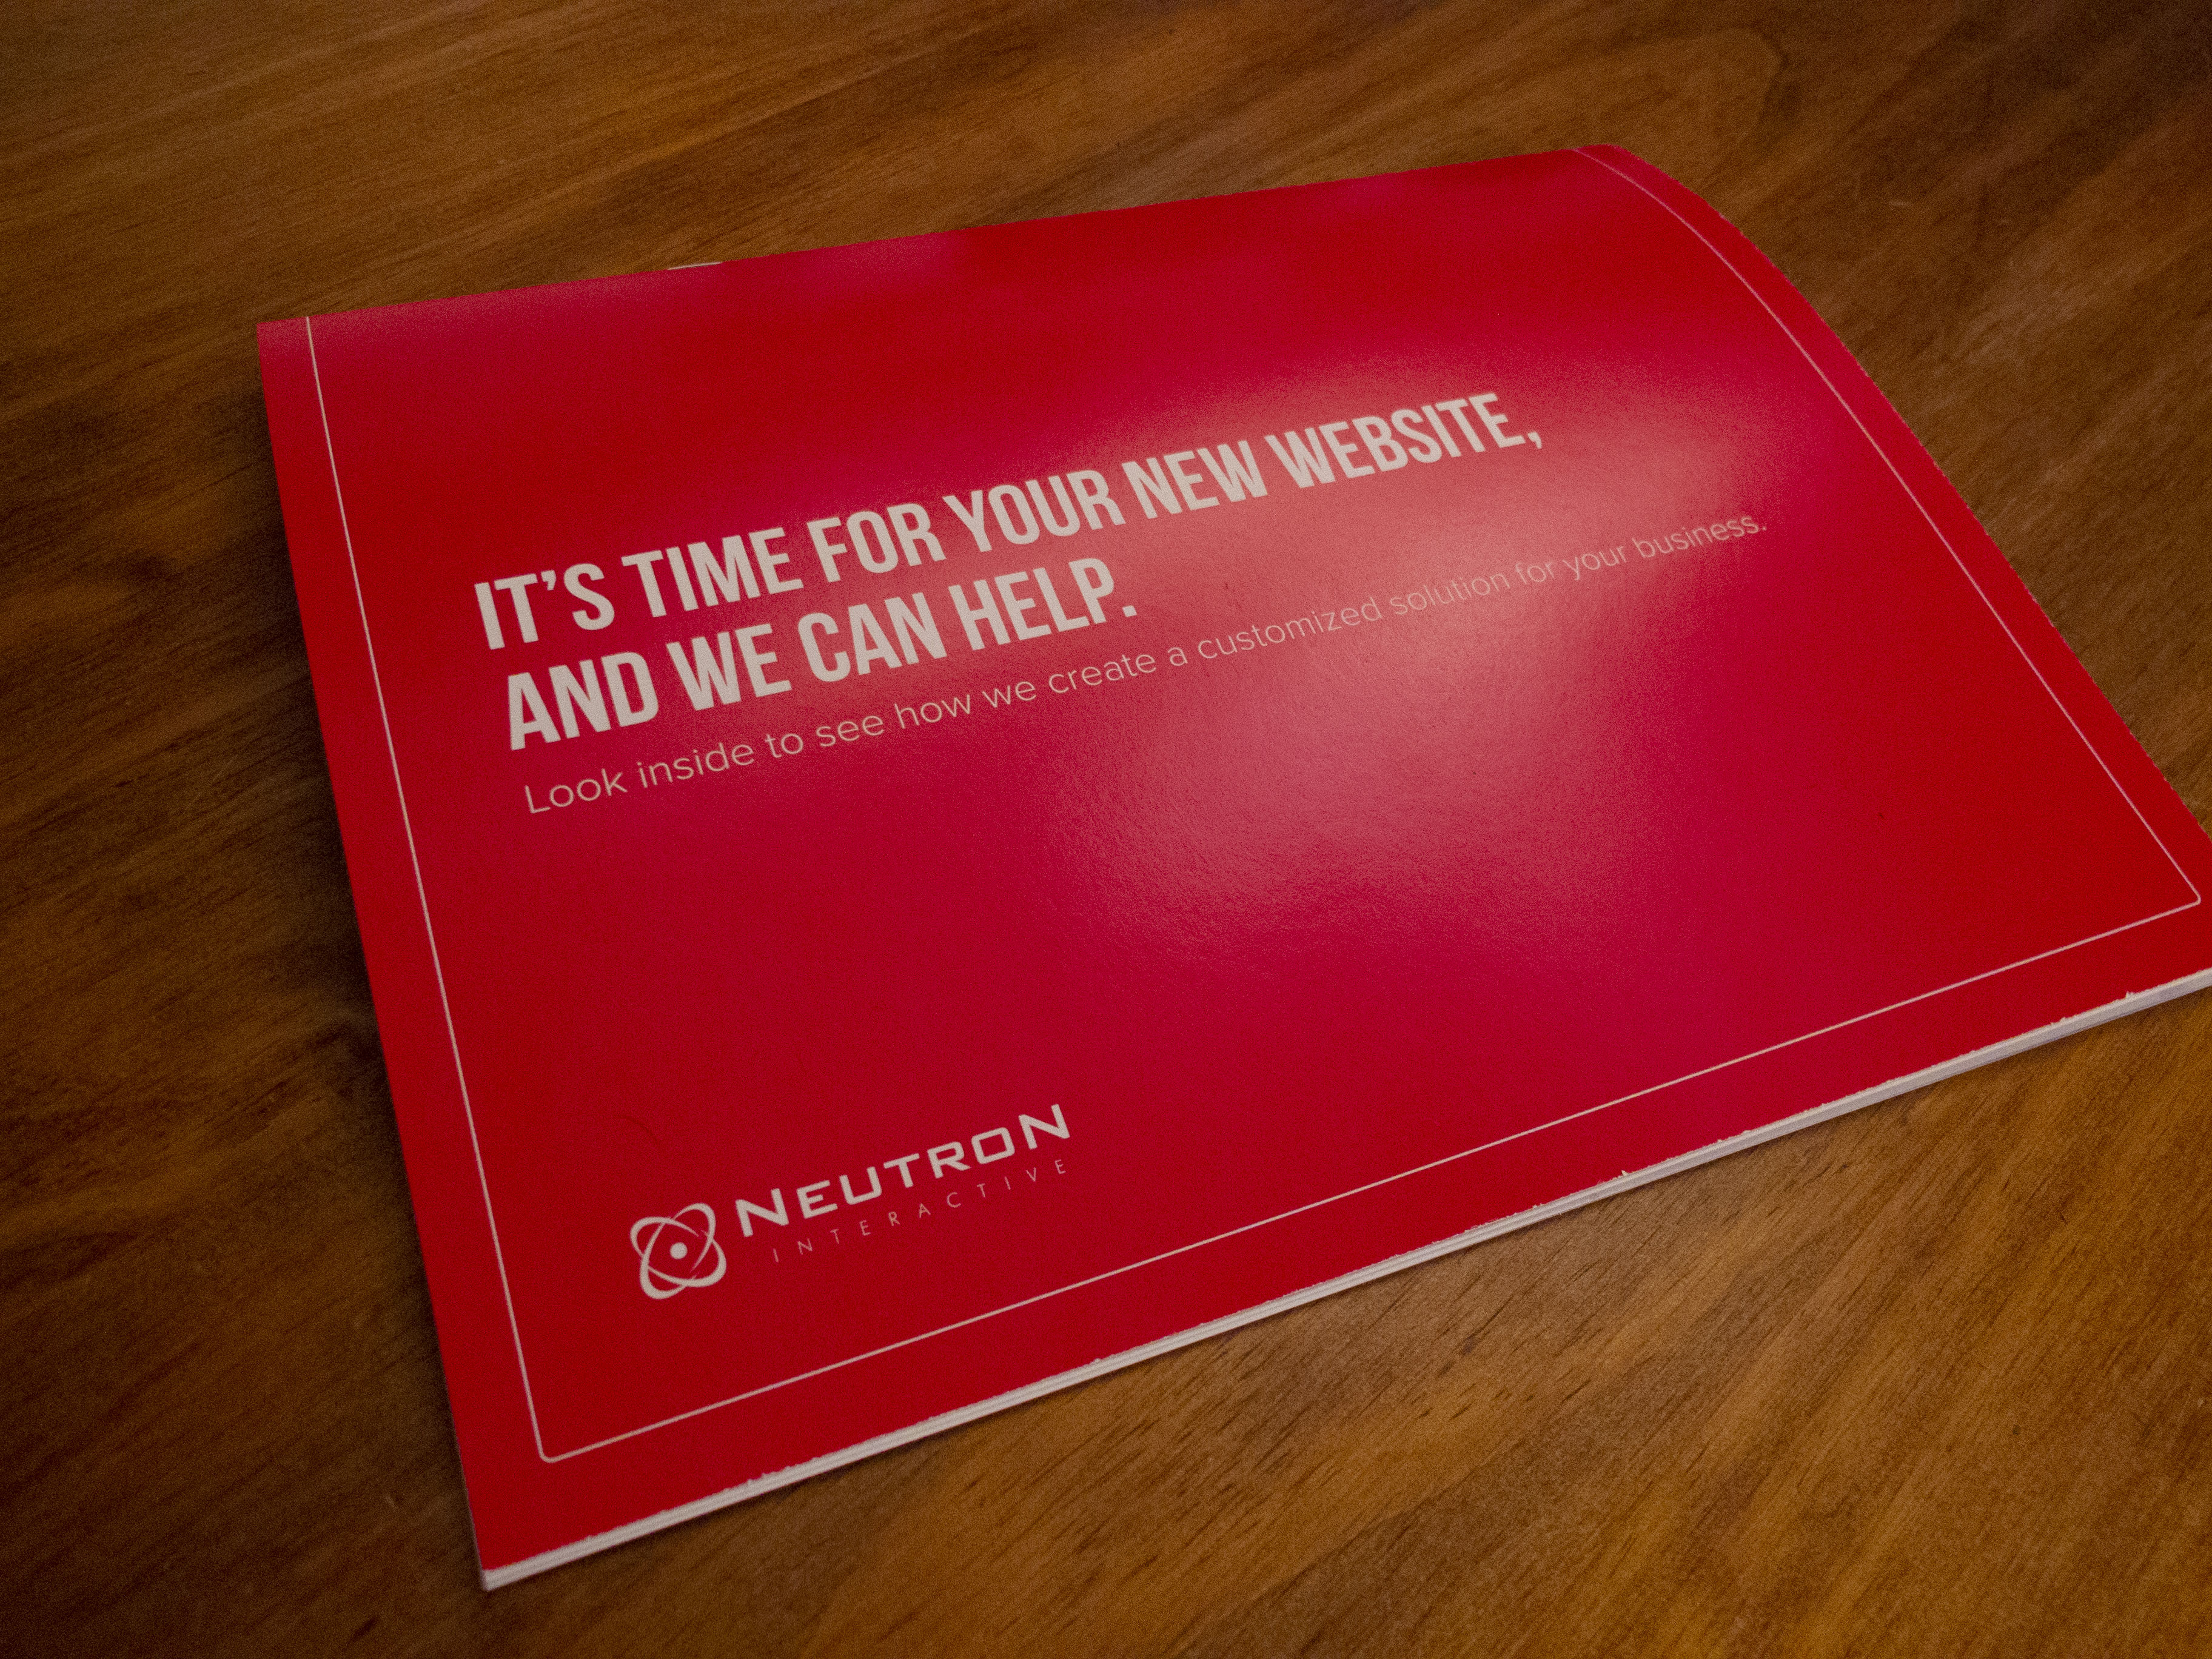 IT'S TIME FOR YOUR NEW WEBSITE,
AND WE CAN HELP.
Look inside to see how we create a customized solution for your business.
NEUTRON
INTERACTIVE